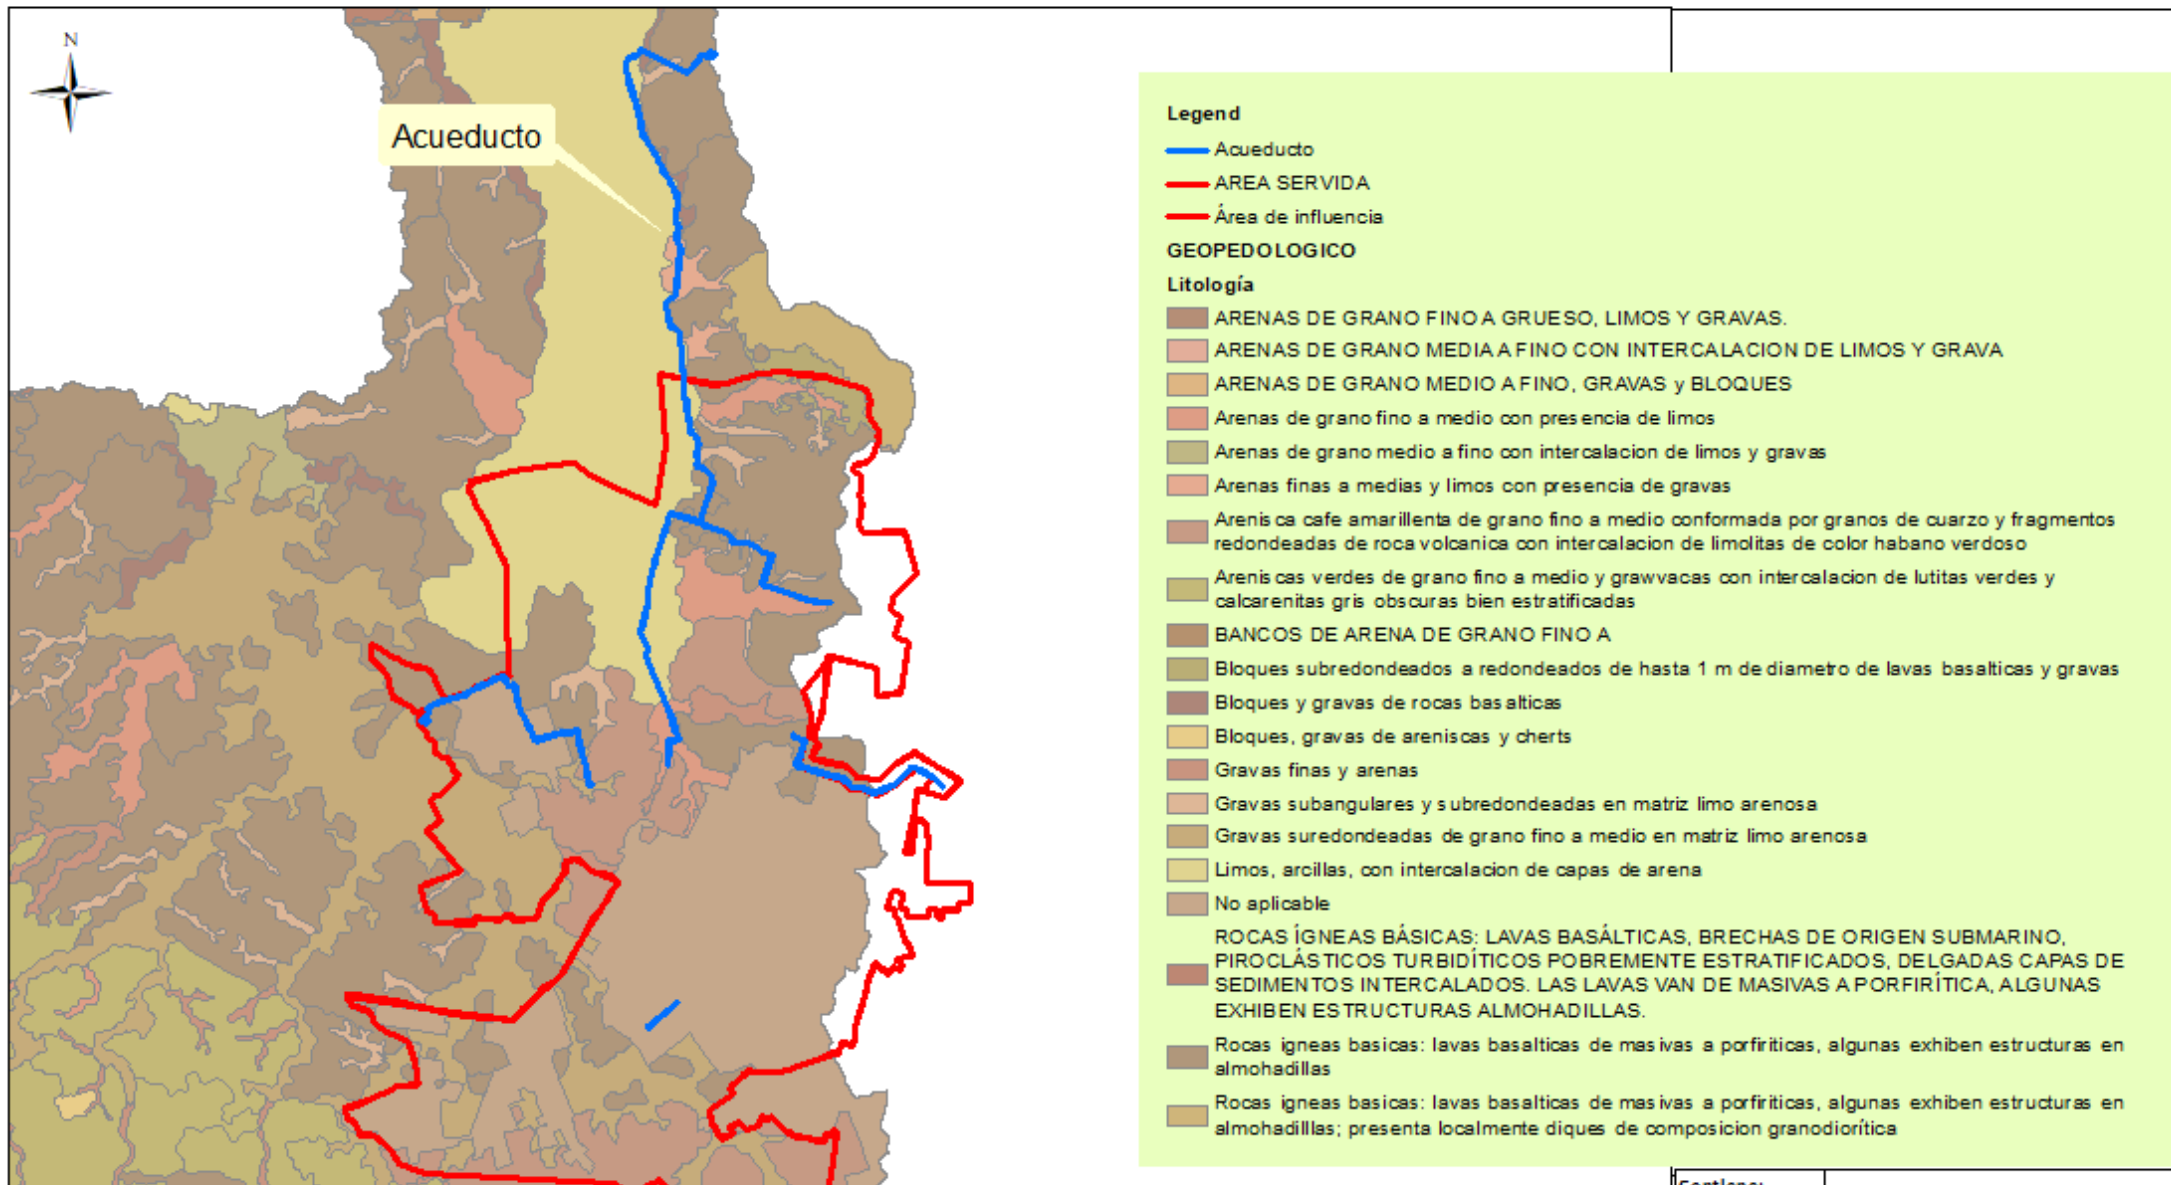 N
Acueducto
Legend
Acueducto
AREA SERVIDA
Área de influencia
GEOPEDOLOGICO
Litología
ARENAS DE GRANO FINO A GRUESO, LIMOS Y GRAVAS.
ARENAS DE GRANO MEDIA A FINO CON INTERCALACION DE LIMOS Y GRAVA
ARENAS DE GRANO MEDIO A FINO, GRAVAS y BLOQUES
Arenas de grano fino a medio con presencia de limos
Arenas de grano medio a fino con intercalacion de limos y gravas
Arenas finas a medias y limos con presencia de gravas
Arenisca cafe amarillenta de grano fino a medio conformada por granos de cuarzo y fragmentos
redondeadas de roca volcanica con intercalacion de limolitas de color habano verdoso
Areniscas verdes de grano fino a medio y grawvacas con intercalacion de lutitas verdes y
calcarenitas gris obscuras bien estratificadas
BANCOS DE ARENA DE GRANO FINO A
Bloques subredondeados a redondeados de hasta 1 m de diametro de lavas basalticas y gravas
Bloques y gravas de rocas basalticas
Bloques, gravas de areniscas y cherts
Gravas finas y arenas
Gravas subangulares y subredondeadas en matriz limo arenosa
Gravas suredondeadas de grano fino a medio en matriz limo arenosa
Limos, arcillas, con intercalacion de capas de arena
No aplicable
ROCAS ÍGNEAS BÁSICAS: LAVAS BASÁLTICAS, BRECHAS DE ORIGEN SUBMARINO,
PIROCLÁSTICOS TURBIDÍTICOS POBREMENTE ESTRATIFICADOS, DELGADAS CAPAS DE
SEDIMENTOS INTERCALADOS. LAS LAVAS VAN DE MASIVAS A PORFIRÍTICA, ALGUNAS
EXHIBEN ESTRUCTURAS ALMOHADILLAS.
Rocas igneas basicas: lavas basalticas de masivas a porfiriticas, algunas exhiben estructuras en
almohadillas
Rocas igneas basicas: lavas basalticas de masivas a porfiriticas, algunas exhiben estructuras en
almohadilllas; presenta localmente diques de composicion granodiorítica